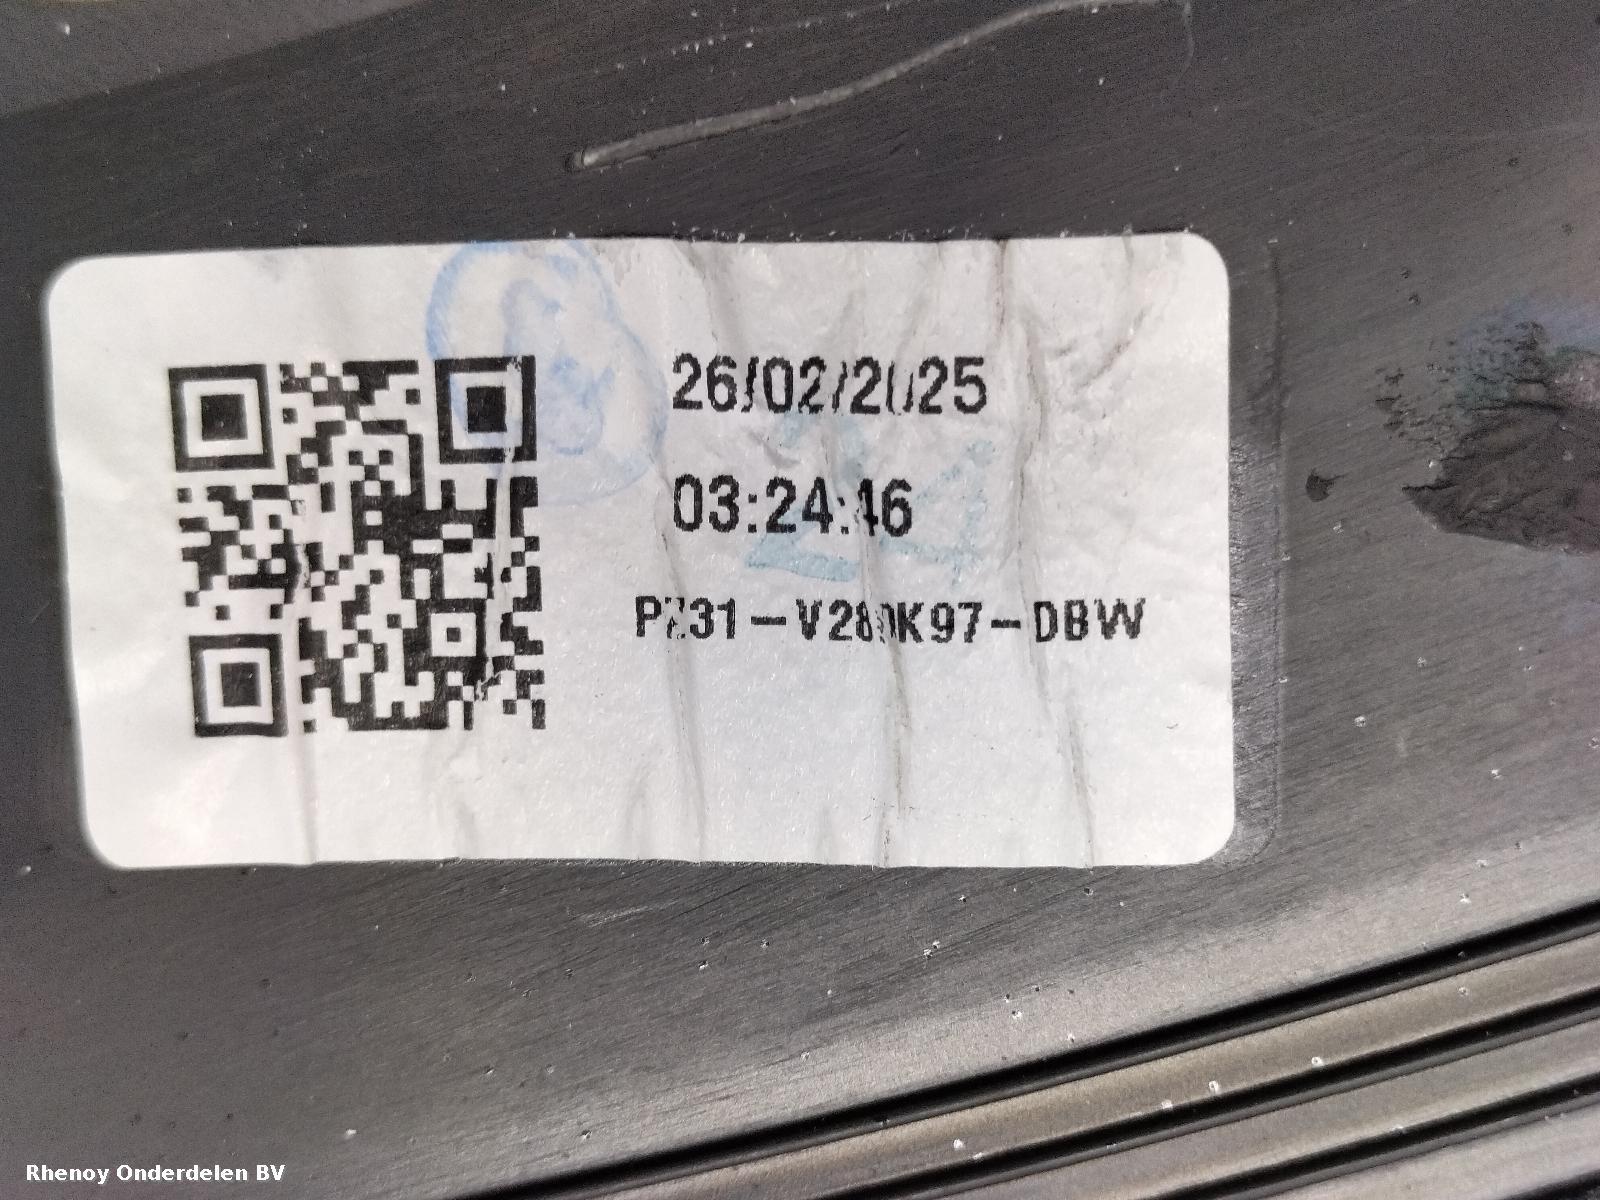 26/02/2025
03:24:46
PZ31-V280K97-DBW
Rhenoy Onderdelen BV